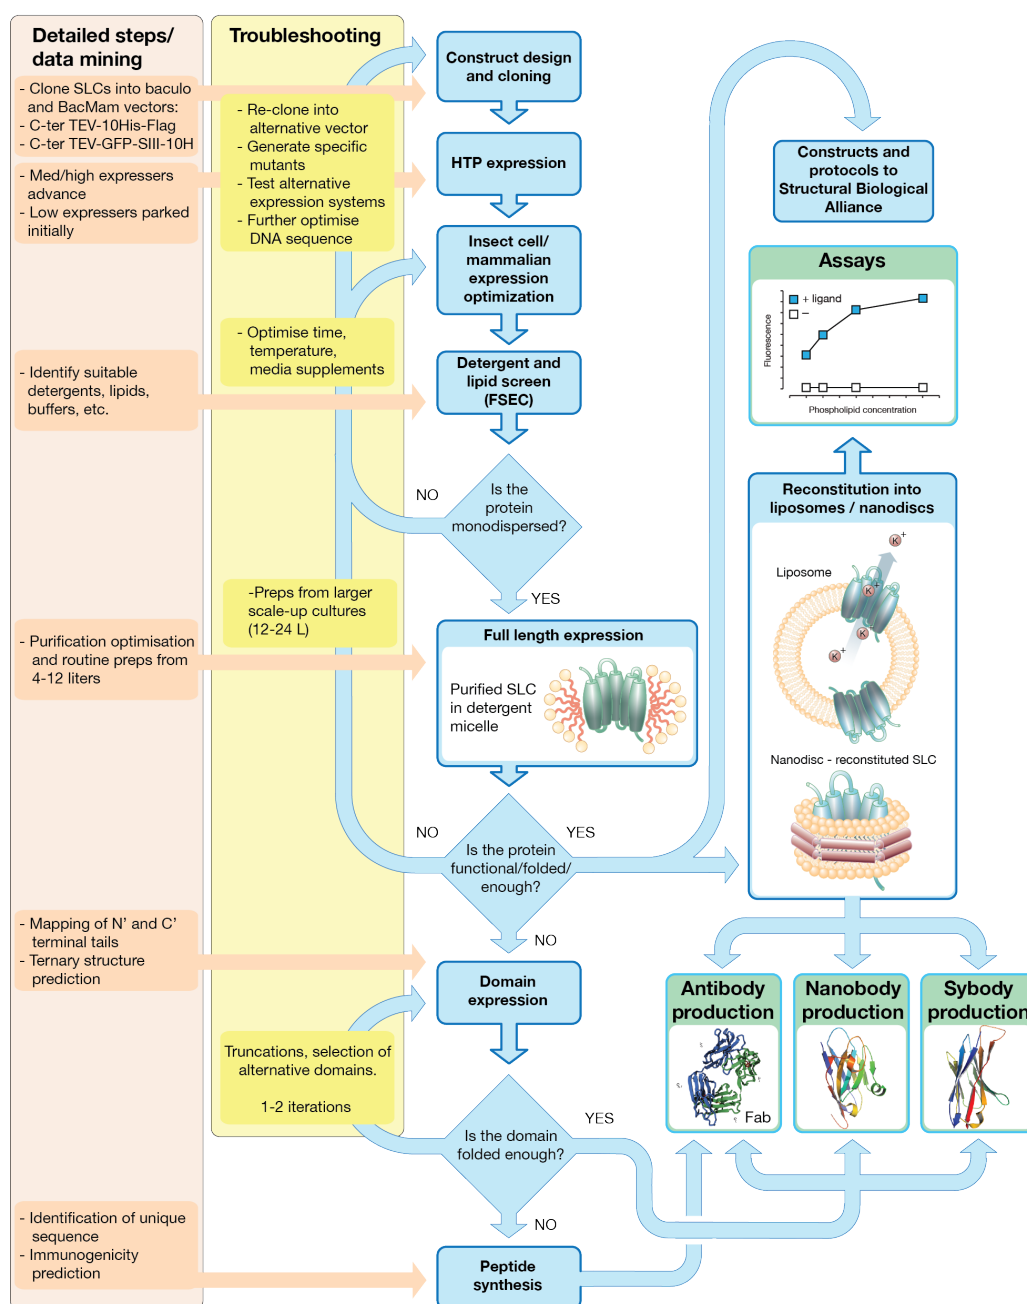 Detailed steps/
data mining
- Clone SLCs into baculo
and BacMam vectors:
- C-ter TEV-10His-Flag
- C-ter TEV-GFP-SIII-10H
- Med/high expressers
advance
- Low expressers parked
initially
- Identify suitable
detergents, lipids,
buffers, etc.
- Purification optimisation
and routine preps from
4-12 liters
- Mapping of N’ and C’
terminal tails
- Ternary structure
prediction
- Identification of unique
sequence
- Immunogenicity
prediction
Troubleshooting
- Re-clone into
alternative vector
- Generate specific
mutants
- Test alternative
expression systems
- Further optimise
DNA sequence
- Optimise time,
temperature,
media supplements
-Preps from larger
scale-up cultures
(12-24 L)
Truncations, selection of
alternative domains.
1-2 iterations
Construct design
and cloning
HTP expression
Insect cell/
mammalian
expression
optimization
Detergent and
lipid screen
(FSEC)
Is the
protein
monodispersed?
NO
YES
Full length expression
Purified SLC
in detergent
micelle
Is the protein
functional/folded/
enough?
NO
YES
NO
Domain
expression
Is the domain
folded enough?
YES
NO
Peptide
synthesis
Constructs and
protocols to
Structural Biological
Alliance
Assays
+ ligand
–
Fluorescence
Phospholipid concentration
Reconstitution into
liposomes / nanodiscs
Liposome
K+
K+
K+
K+
Nanodisc - reconstituted SLC
Antibody
production
Fab
Nanobody
production
Sybody
production